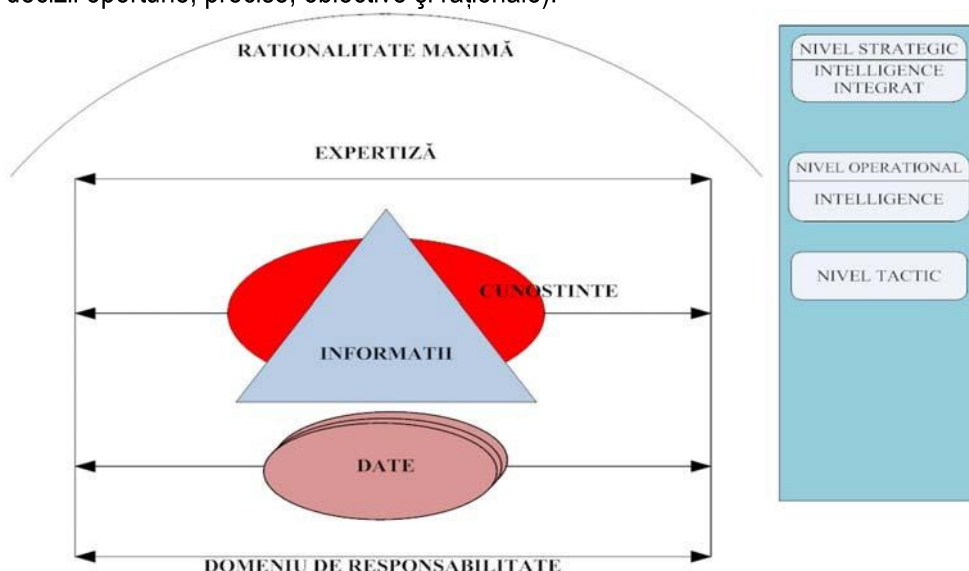 decizii oportune, precise, obiective şi raţionale).
RATIONALITATE MAXIMĂ
EXPERTIZĂ
CUNOSTINTE
INFORMATII
DATE
DOMENIU DE RESPONSABILITATE
NIVEL STRATEGIC
INTELLIGENCE
INTEGRAT
NIVEL OPERATIONAL
INTELLIGENCE
NIVEL TACTIC